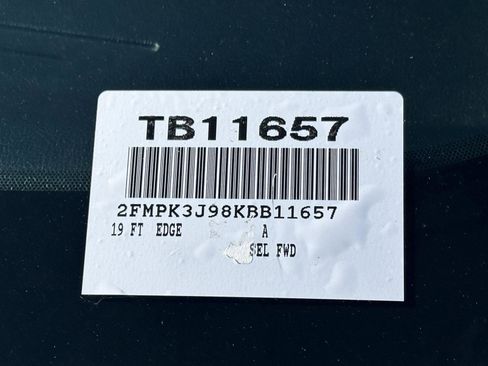 TB11657
2FMPK3J98KBB11657
19 FT EDGE A
SEL FWD